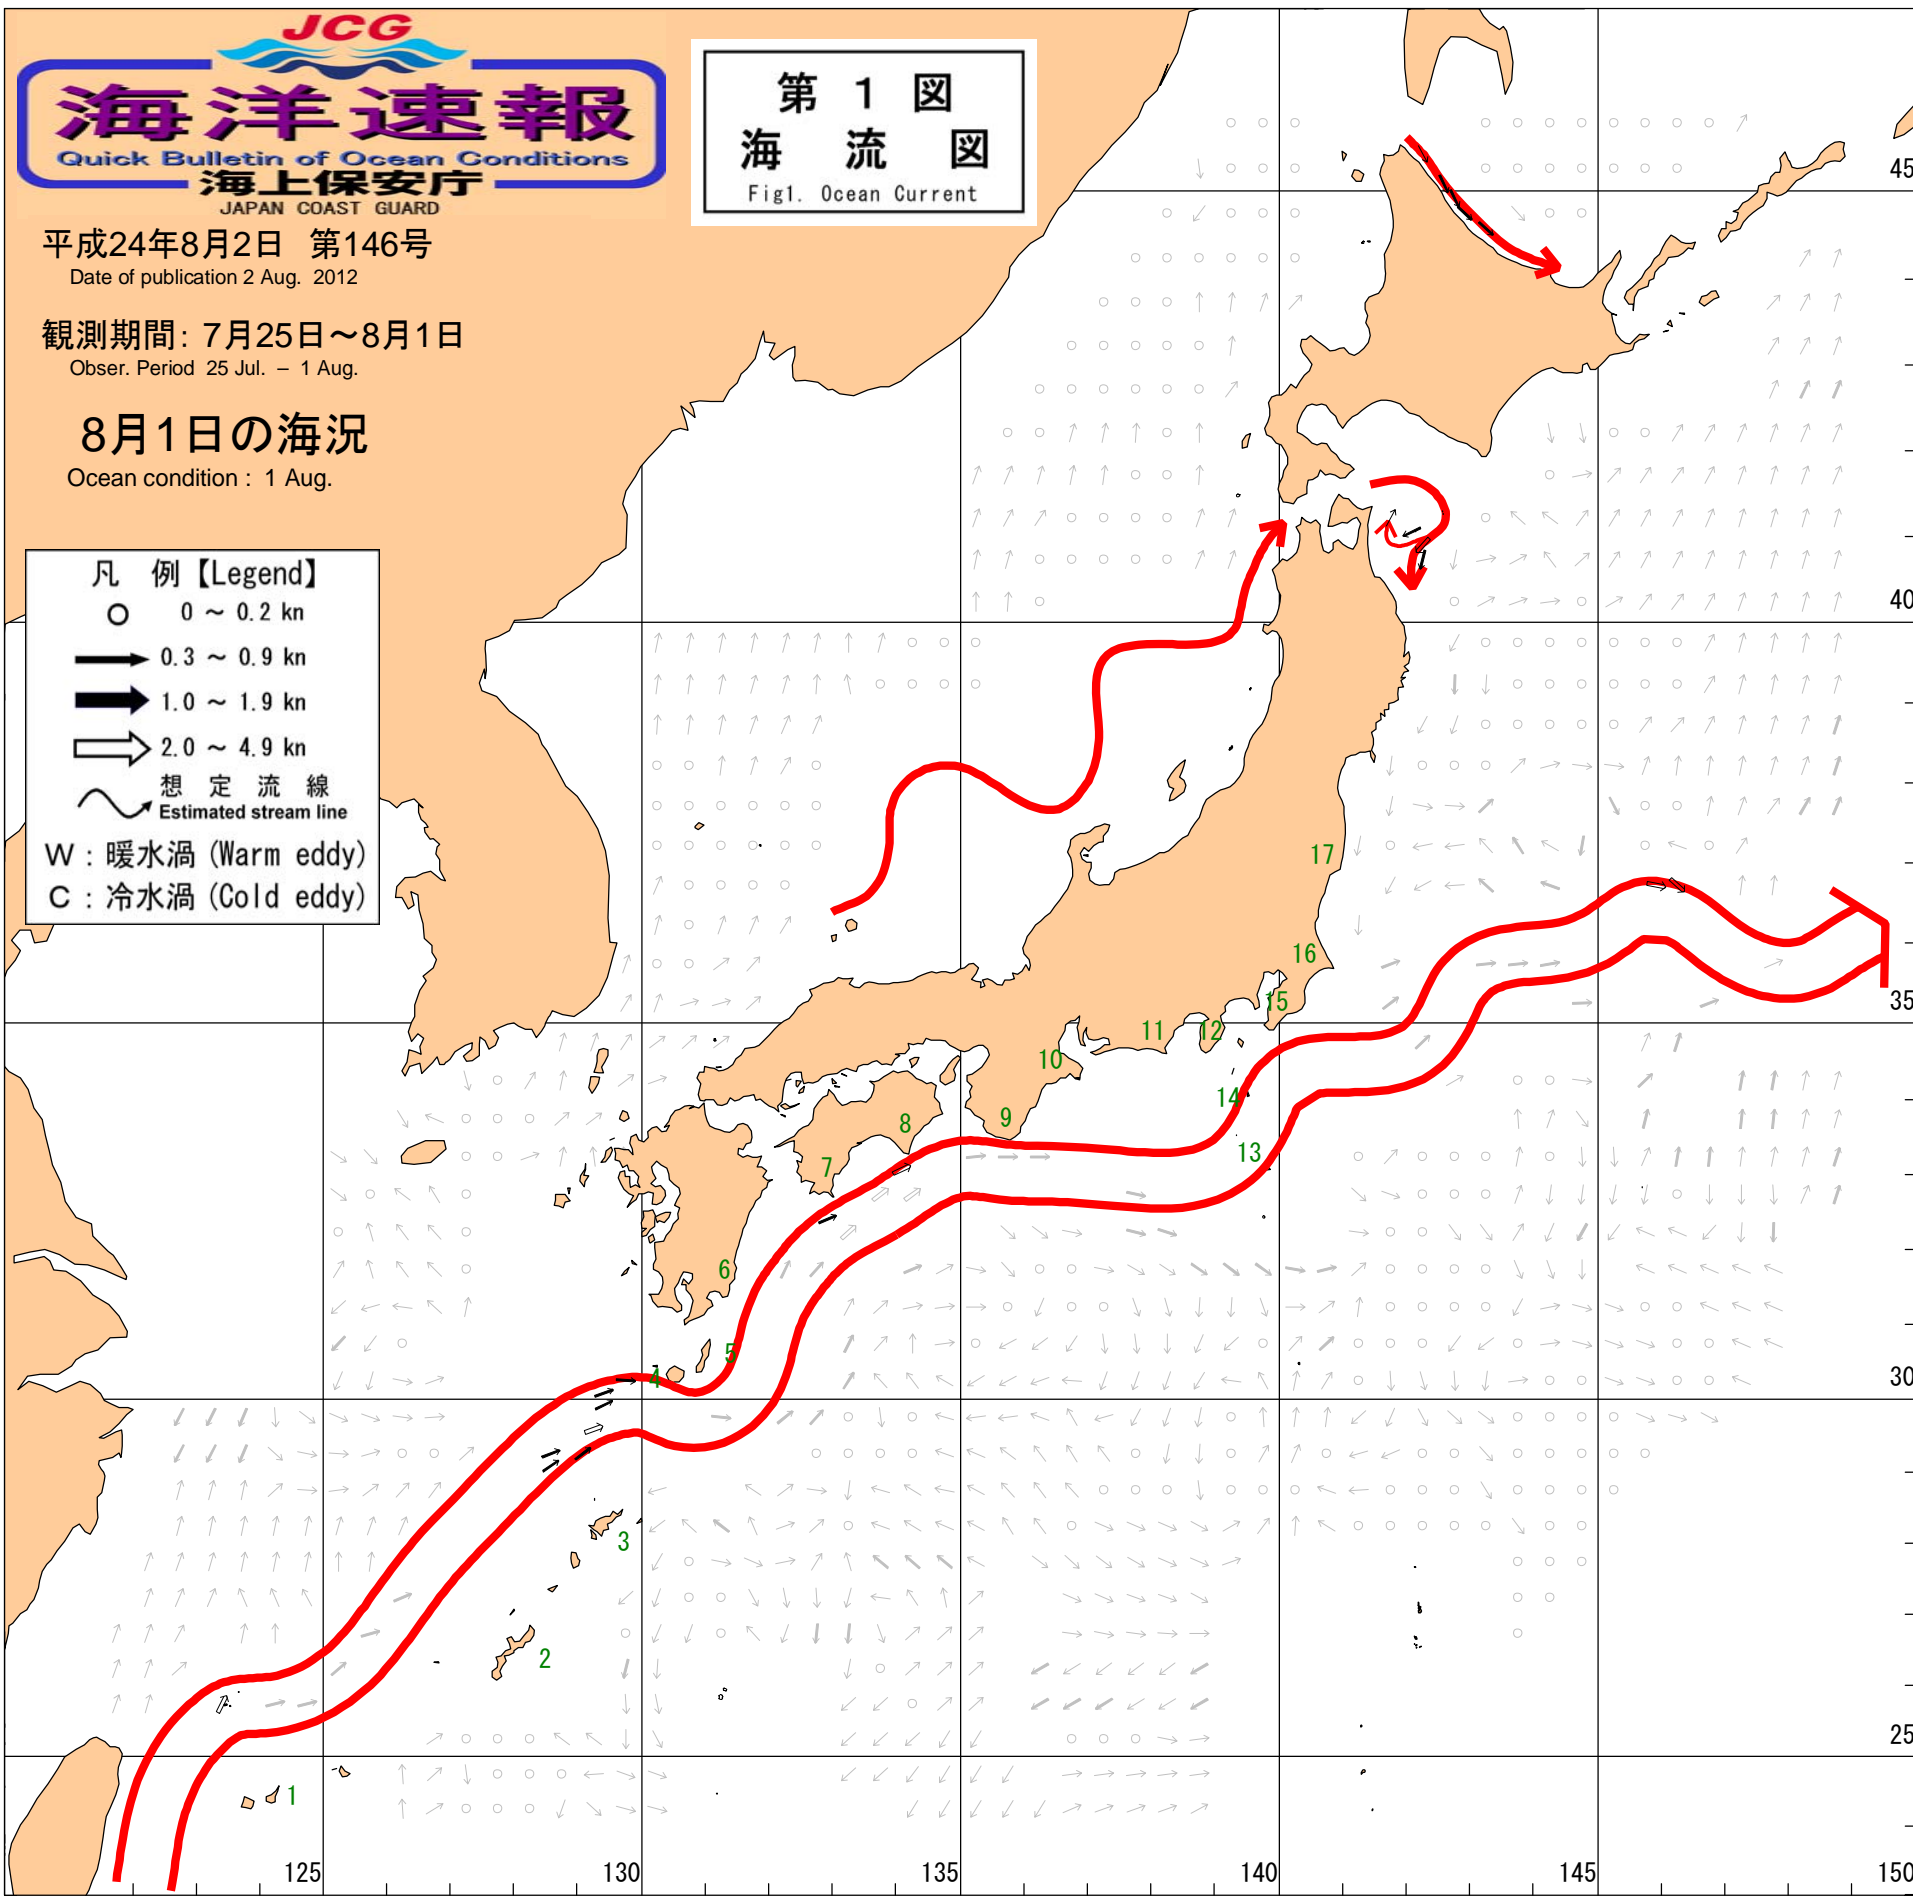 JCG
海洋速報
Quick Bulletin of Ocean Conditions
海上保安庁
JAPAN COAST GUARD
第 1 図
海 流 図
Fig1. Ocean Current
平成24年8月2日 第146号
Date of publication 2 Aug. 2012
観測期間: 7月25日～8月1日
Obser. Period 25 Jul. – 1 Aug.
8月1日の海況
Ocean condition : 1 Aug.
凡 例【Legend】
0 ～ 0.2 kn
0.3 ～ 0.9 kn
1.0 ～ 1.9 kn
2.0 ～ 4.9 kn
想 定 流 線
Estimated stream line
W : 暖水渦 (Warm eddy)
C : 冷水渦 (Cold eddy)
45
40
35
30
25
17
16
15
12
11
10
14
9
8
13
7
6
5
4
3
2
1
125
130
135
140
145
150